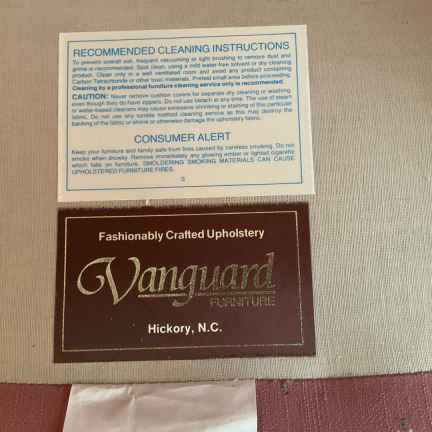 RECOMMENDED CLEANING INSTRUCTIONS
To prevent overall soil, frequent vacuuming or light brushing to remove dust and
grime is recommended. Spot clean, using a mild water-free solvent or dry cleaning
product. Clean only in a well ventilated room and avoid any product containing
Carbon Tetrachloride or other toxic materials. Pretest small area before proceeding.
Cleaning by a professional furniture cleaning service only is recommended.
CAUTION: Never remove cushion covers for separate dry cleaning or washing,
even though they do have zippers. Do not use bleach at any time. The use of steam
or water-based cleaners may cause excessive shrinking or staining of this particular
fabric. Do not use any tumble method cleaning service as this may destroy the
backing of the fabric or shrink or otherwise damage the upholstery fabric.
CONSUMER ALERT
Keep your furniture and family safe from fires caused by careless smoking. Do not
smoke when drowsy. Remove immediately any glowing ember or lighted cigarette
which falls on furniture. SMOLDERING SMOKING MATERIALS CAN CAUSE
UPHOLSTERED FURNITURE FIRES.
Fashionably Crafted Upholstery
Vanguard
FURNITURE
Hickory, N.C.